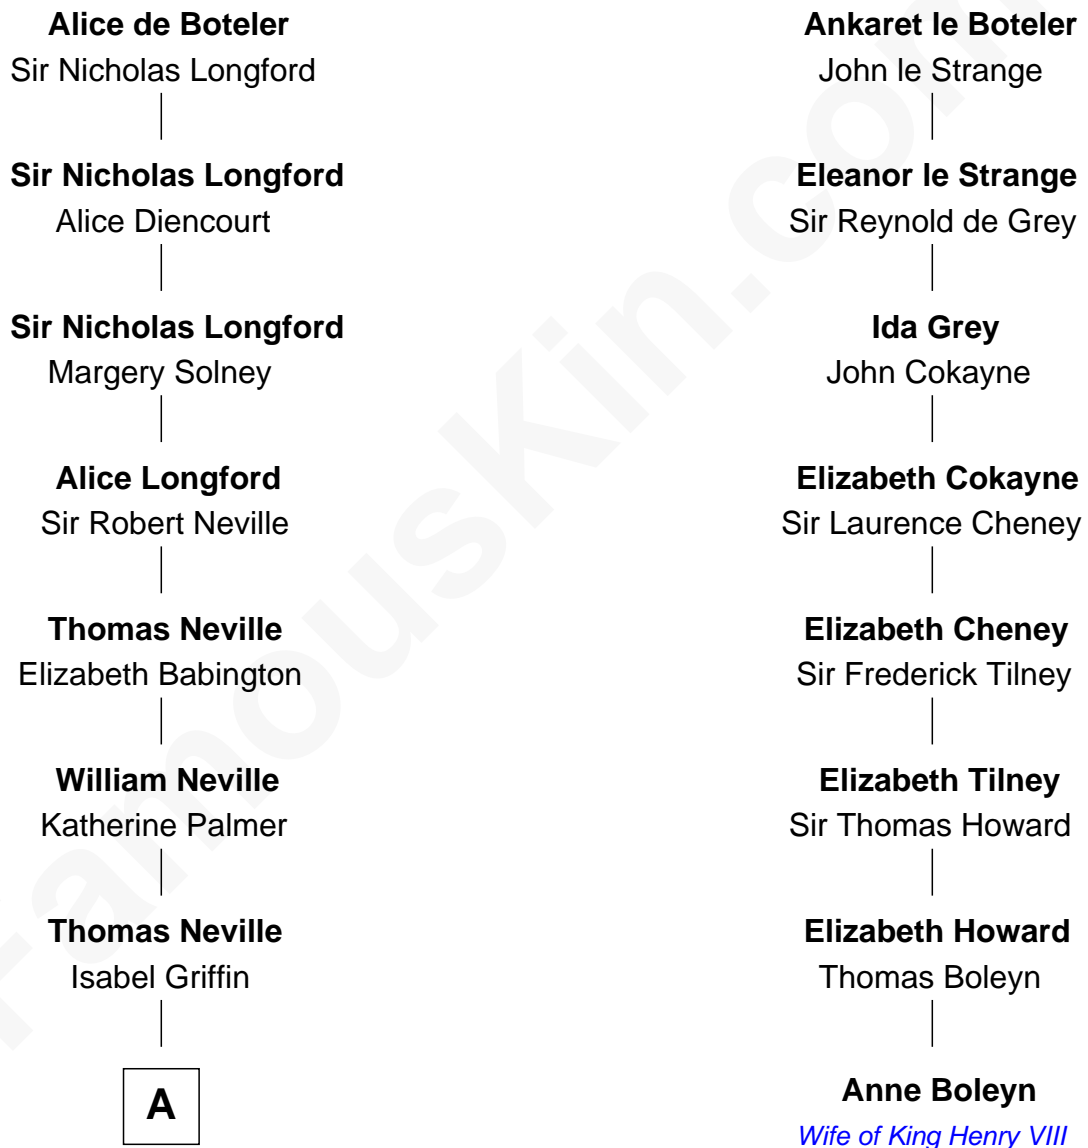 Alice de Boteler
Sir Nicholas Longford
Sir Nicholas Longford
Alice Diencourt
Sir Nicholas Longford
Margery Solney
Alice Longford
Sir Robert Neville
Thomas Neville
Elizabeth Babington
William Neville
Katherine Palmer
Thomas Neville
Isabel Griffin
A
Ankaret le Boteler
John le Strange
Eleanor le Strange
Sir Reynold de Grey
Ida Grey
John Cokayne
Elizabeth Cokayne
Sir Laurence Cheney
Elizabeth Cheney
Sir Frederick Tilney
Elizabeth Tilney
Sir Thomas Howard
Elizabeth Howard
Thomas Boleyn
Anne Boleyn
Wife of King Henry VIII
FamousKin.com